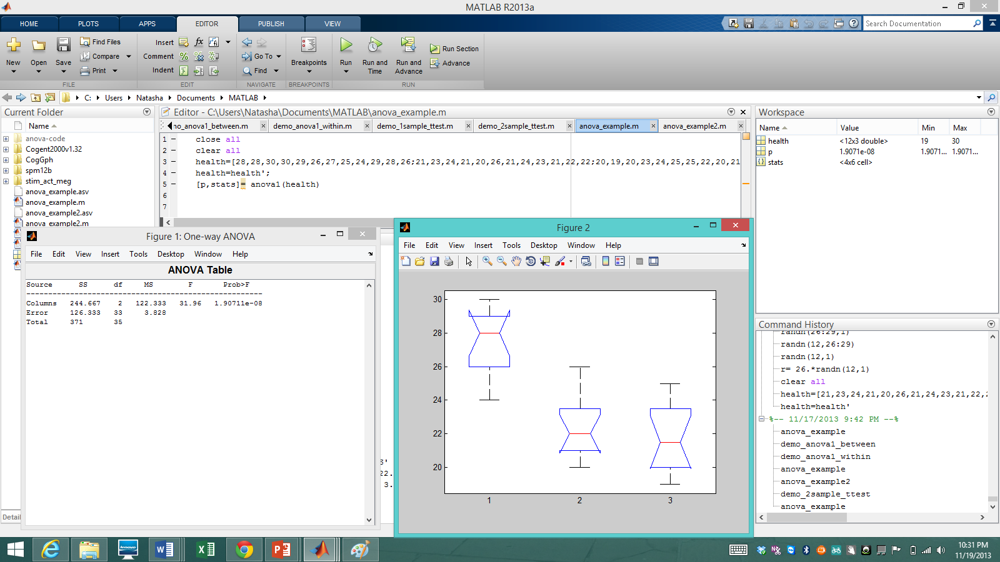 MATLAB R2013a
HOME PLOTS APPS EDITOR PUBLISH VIEW
Search Documentation
New Open Save Find Files Compare Print
Insert fx
Comment
Indent
Go To
Find
Breakpoints
Run Run and Time Run and Advance
Run Section
Advance
FILE EDIT NAVIGATE BREAKPOINTS RUN
C: Users Natasha Documents MATLAB
Current Folder
Name
anova-code
Cogent2000v1.32
CogGph
spm12b
stim_act_meg
anova_example.asv
anova_example.m
anova_example2.asv
anova_example2.m
Detail
Editor - C:\Users\Natasha\Documents\MATLAB\anova_example.m
no_anova1_between.m demo_anova1_within.m demo_1sample_ttest.m demo_2sample_ttest.m anova_example.m anova_example2.m
1 close all
2 clear all
3 health=[28,28,30,30,29,26,27,25,24,29,28,26;21,23,24,21,20,26,21,24,23,21,22,22;20,19,20,23,24,25,25,22,20,21
4 health=health';
5 [p,stats]= anova1(health)
6
7
Figure 1: One-way ANOVA
File Edit View Insert Tools Desktop Window Help
ANOVA Table
Source SS df MS F Prob>F
Columns 244.667 2 122.333 31.96 1.90711e-08
Error 126.333 33 3.828
Total 371 35
S'
22.
3.
Figure 2
File Edit View Insert Tools Desktop Window Help
30
28
26
24
22
20
1 2 3
Workspace
Name Value Min Max
health <12x3 double> 19 30
p 1.9071e-08 1.9071... 1.9071...
stats <4x6 cell>
Command History
randn(26:29,1)
randn(12,26:29)
randn(12,1)
r= 26.*randn(12,1)
clear all
health=[21,23,24,21,20,26,21,24,23,21,22,2
health=health'
%-- 11/17/2013 9:42 PM --%
anova_example
demo_anova1_between
demo_anova1_within
anova_example
anova_example2
demo_2sample_ttest
anova_example
lenovo
10:31 PM
11/19/2013